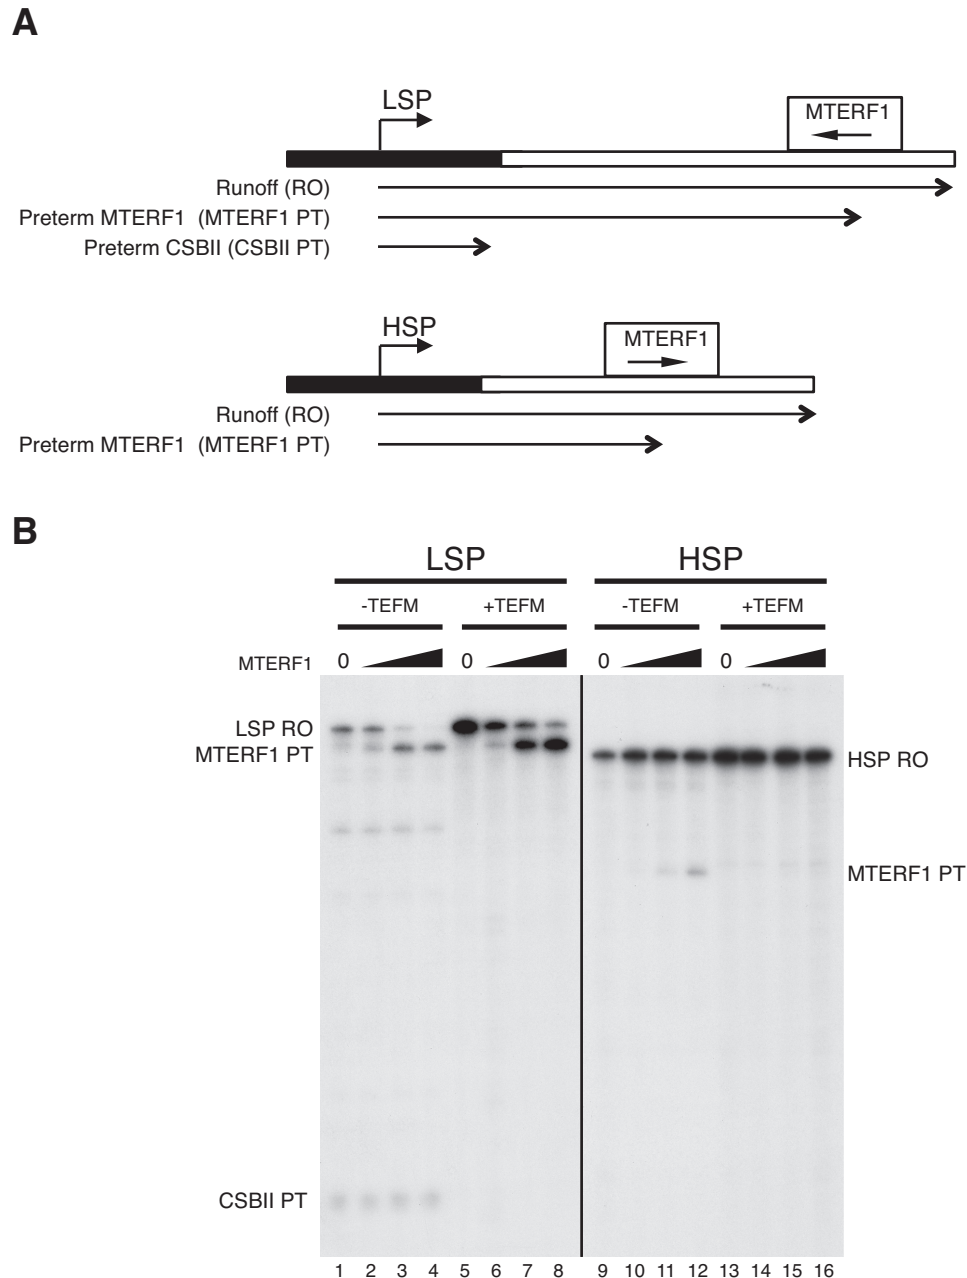 A
LSP
MTERF1
Runoff (RO)
Preterm MTERF1 (MTERF1 PT)
Preterm CSBII (CSBII PT)
HSP
MTERF1
Runoff (RO)
Preterm MTERF1 (MTERF1 PT)
B
LSP HSP
-TEFM +TEFM -TEFM +TEFM
MTERF1 0 0 0 0
LSP RO
MTERF1 PT
HSP RO
MTERF1 PT
CSBII PT
1 2 3 4 5 6 7 8 9 10 11 12 13 14 15 16